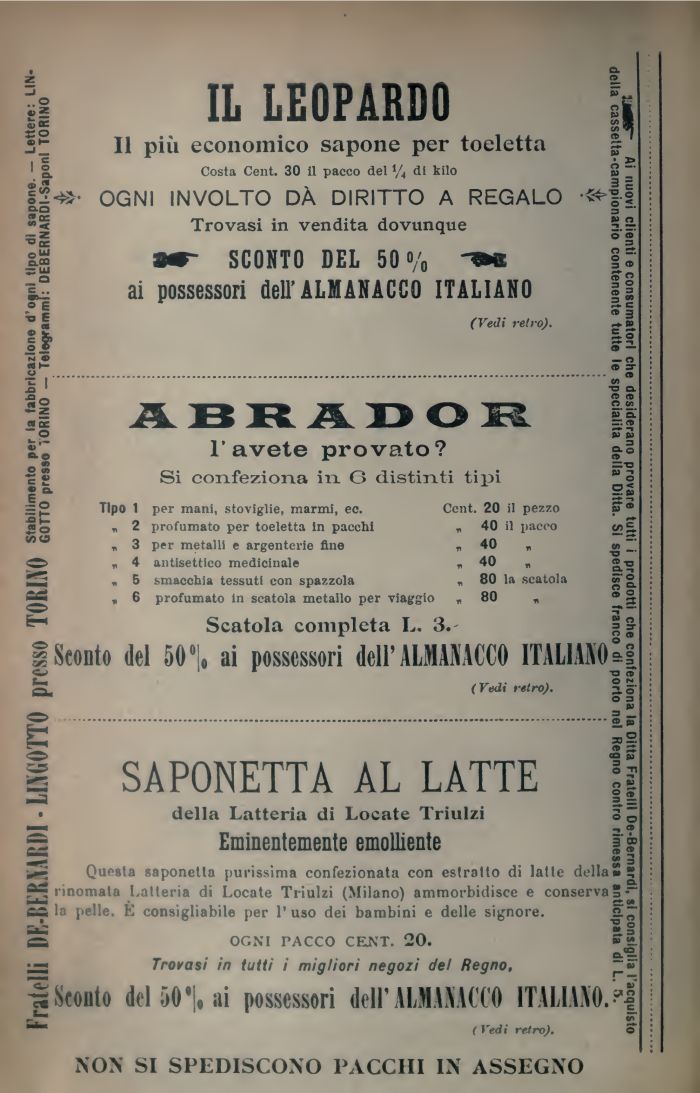 IL LEOPARDO
Il più economico sapone per toeletta
Costa Cent. 30 il pacco del 1/4 di kilo
OGNI INVOLTO DÀ DIRITTO A REGALO
Trovasi in vendita dovunque
SCONTO DEL 50%
ai possessori dell'ALMANACCO ITALIANO
(Vedi retro).
ABRADOR
l'avete provato?
Si confeziona in 6 distinti tipi
Tipo 1 per mani, stoviglie, marmi, ec. Cent. 20 il pezzo
„ 2 profumato per toeletta in pacchi „ 40 il pacco
„ 3 per metalli e argenterie fine „ 40 „
„ 4 antisettico medicinale „ 40 „
„ 5 smacchia tessuti con spazzola „ 80 la scatola
„ 6 profumato in scatola metallo per viaggio „ 80 „
Scatola completa L. 3.-
Sconto del 50% ai possessori dell'ALMANACCO ITALIANO
(Vedi retro).
SAPONETTA AL LATTE
della Latteria di Locate Triulzi
Eminentemente emolliente
Questa saponetta purissima confezionata con estratto di latte della
rinomata Latteria di Locate Triulzi (Milano) ammorbidisce e conserva
la pelle. È consigliabile per l'uso dei bambini e delle signore.
OGNI PACCO CENT. 20.
Trovasi in tutti i migliori negozi del Regno,
Sconto del 50% ai possessori dell'ALMANACCO ITALIANO.
(Vedi retro).
NON SI SPEDISCONO PACCHI IN ASSEGNO
Fratelli DE-BERNARDI - LINGOTTO presso TORINO
Stabilimento per la fabbricazione d'ogni tipo di sapone. — Lettere: LIN-
GOTTO presso TORINO — Telegrammi: DEBERNARDI-Saponi TORINO
Ai nuovi clienti e consumatori che desiderano provare tutti i prodotti che confeziona la Ditta Fratelli De-Bernardi, si consiglia l'acquisto
della cassetta-campionario contenente tutte le specialità della Ditta. Si spedisce franco di porto nel Regno contro rimessa anticipata di L. 5.